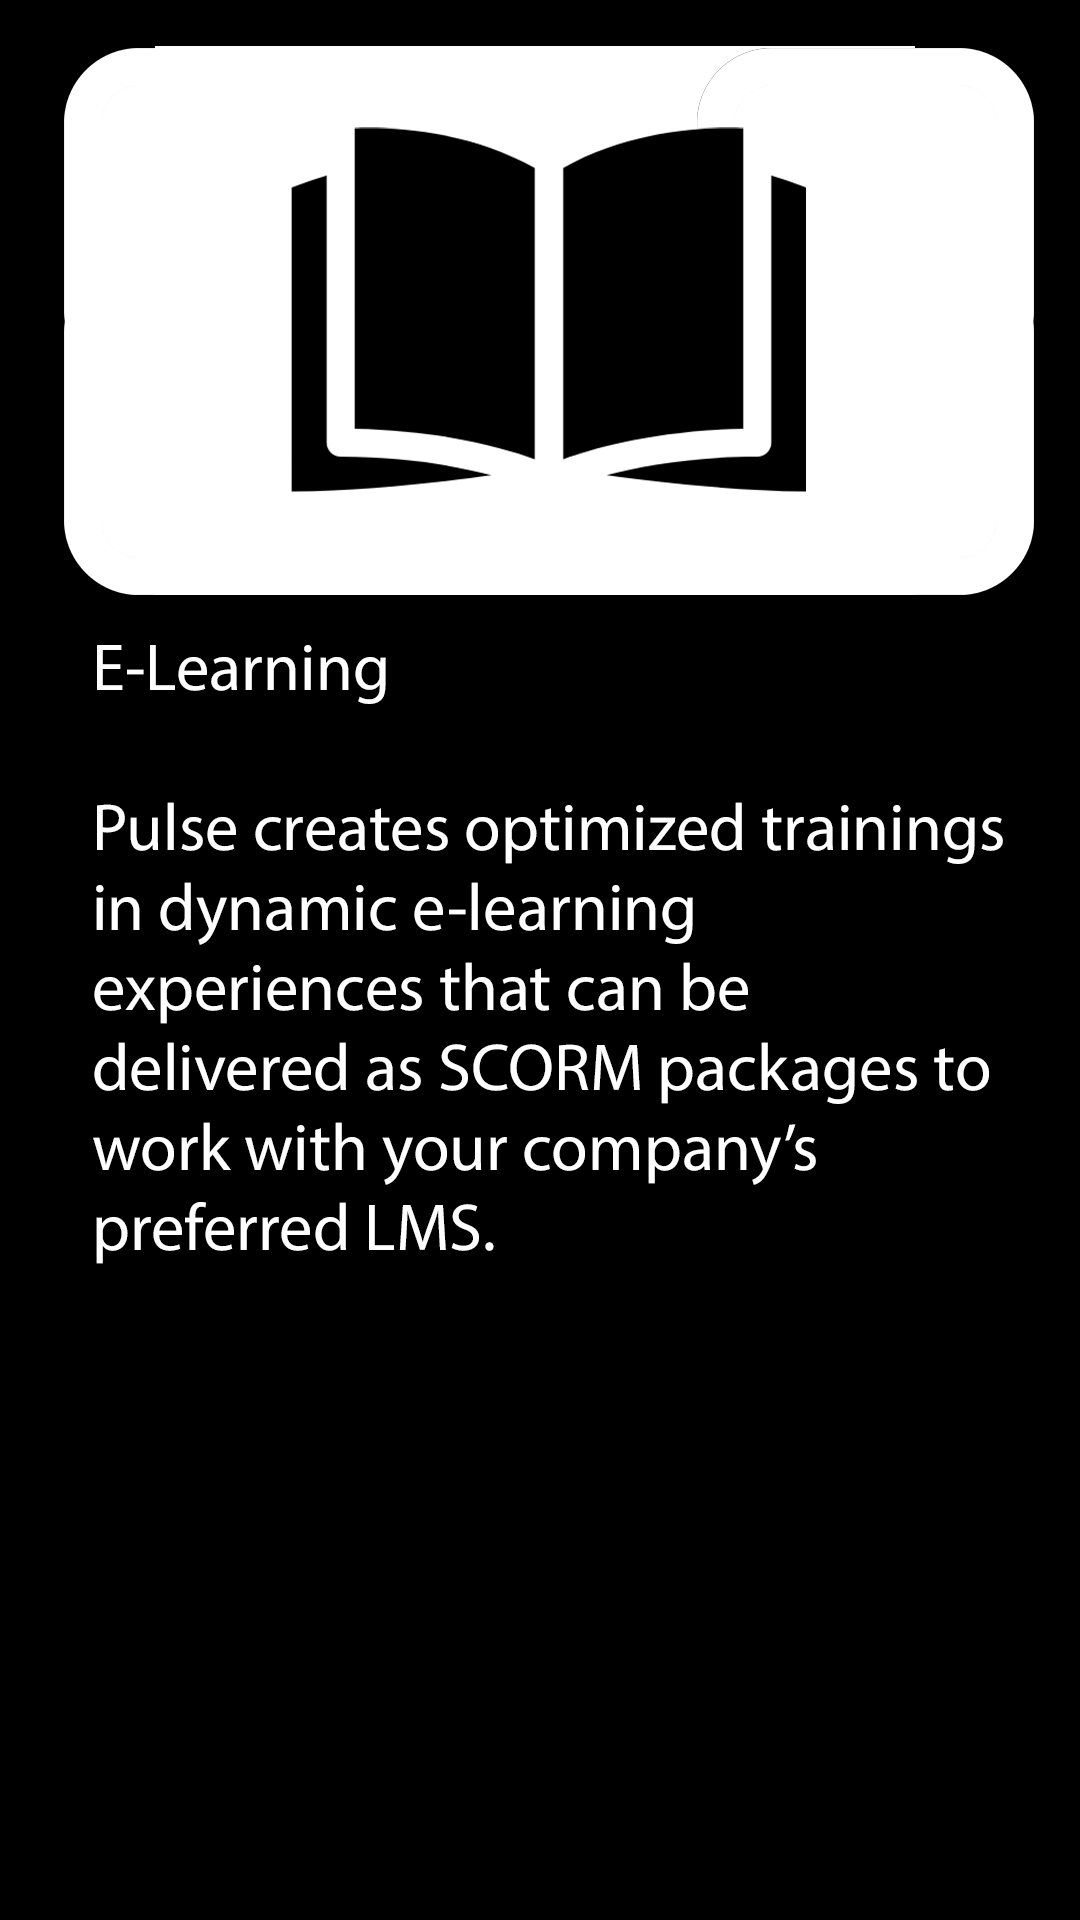 E-Learning
Pulse creates optimized trainings
in dynamic e-learning
experiences that can be
delivered as SCORM packages to
work with your company’s
preferred LMS.